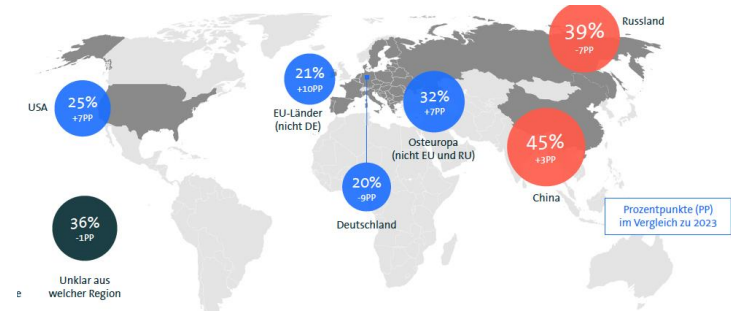 Russland
39%
-7PP
USA
25%
+7PP
21%
+10PP
EU-Länder
(nicht DE)
32%
+7PP
Osteuropa
(nicht EU und RU)
45%
+3PP
China
20%
-9PP
Deutschland
36%
-1PP
Unklar aus
welcher Region
Prozentpunkte (PP)
im Vergleich zu 2023
e